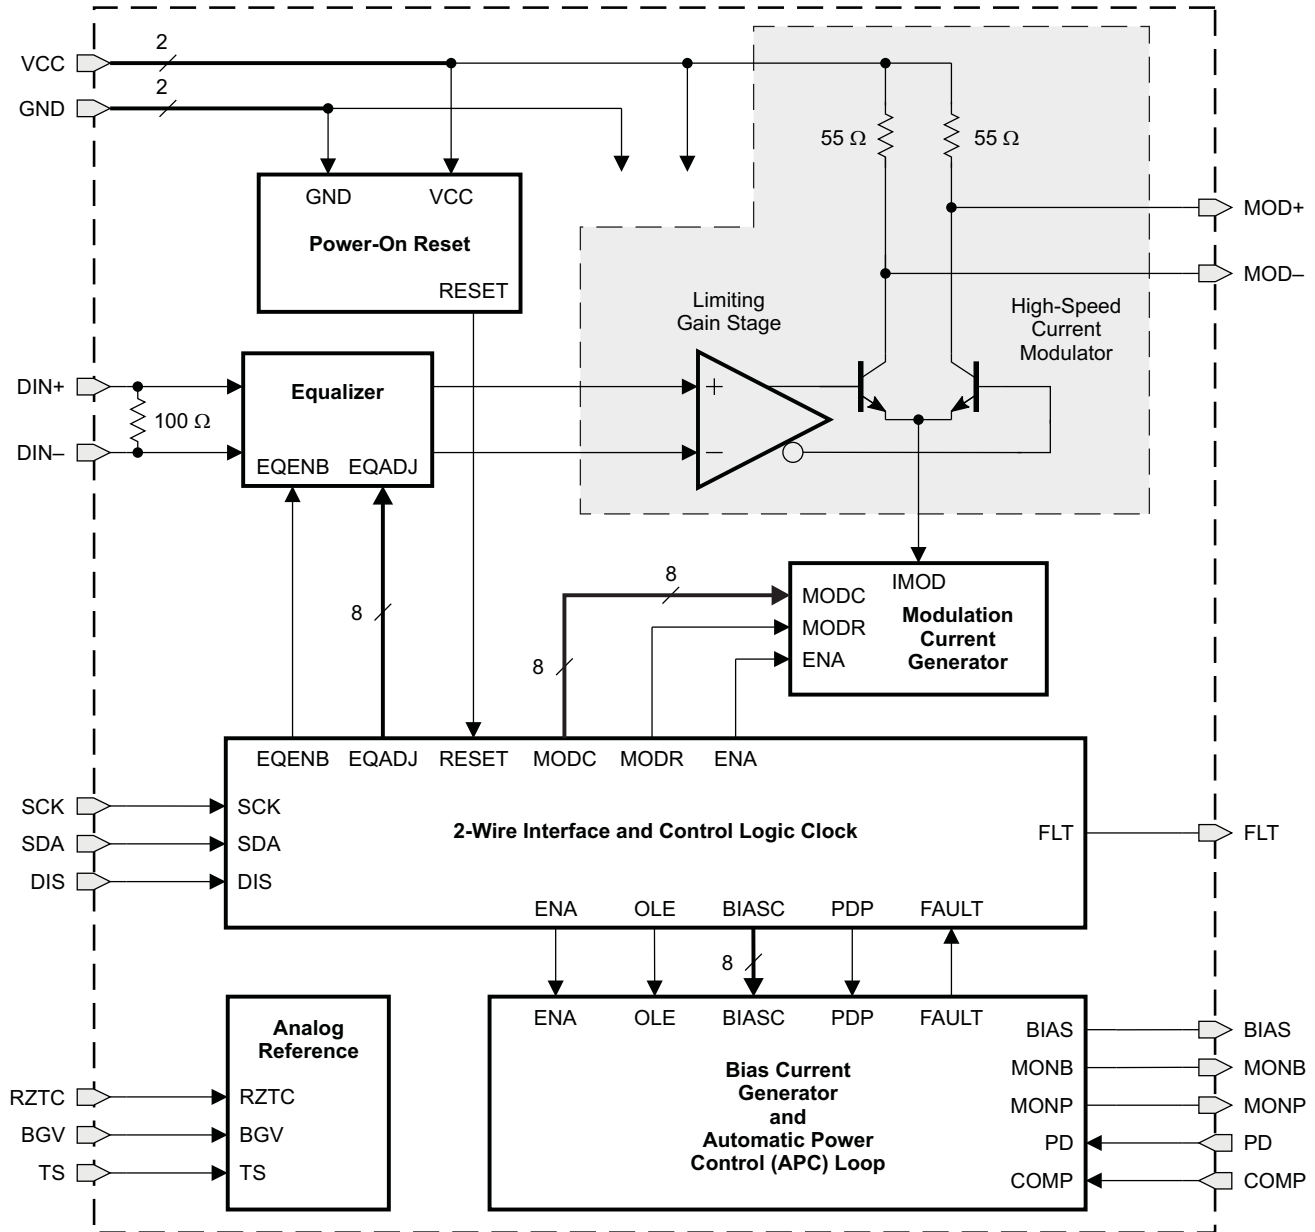 VCC
2
GND
2
55 Ω
55 Ω
GND VCC
Power-On Reset
RESET
MOD+
MOD–
Limiting
Gain Stage
High-Speed
Current
Modulator
DIN+
DIN–
100 Ω
Equalizer
EQENB EQADJ
+
–
8
8
8
IMOD
MODC
MODR
ENA
Modulation
Current
Generator
EQENB EQADJ RESET MODC MODR ENA
SCK
SDA
DIS
SCK
SDA
DIS
2-Wire Interface and Control Logic Clock
FLT
FLT
ENA OLE BIASC PDP FAULT
8
ENA OLE BIASC PDP FAULT
Analog
Reference
RZTC
BGV
TS
RZTC
BGV
TS
Bias Current
Generator
and
Automatic Power
Control (APC) Loop
BIAS
MONB
MONP
PD
COMP
BIAS
MONB
MONP
PD
COMP